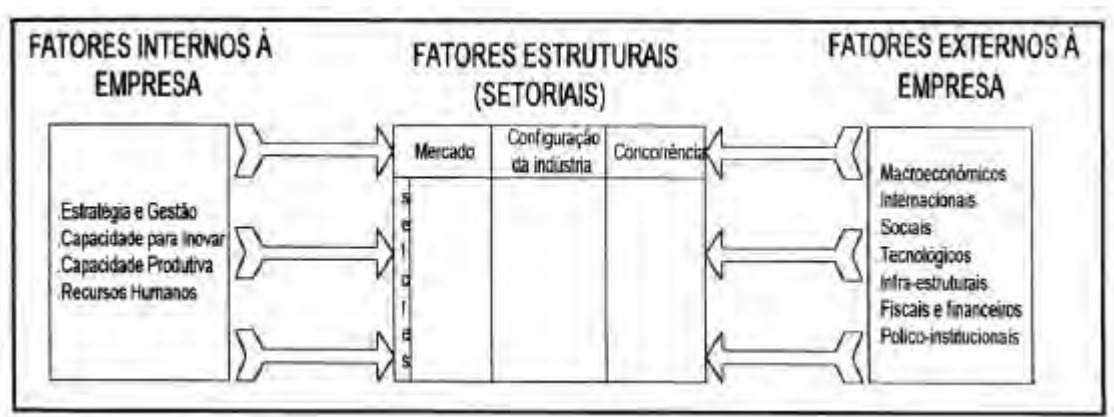 FATORES INTERNOS À
EMPRESA
FATORES ESTRUTURAIS
(SETORIAIS)
FATORES EXTERNOS À
EMPRESA
.Estratégia e Gestão
.Capacidade para Inovar
.Capacidade Produtiva
.Recursos Humanos
Mercado
Configuração
da indústria
Concorrência
s
e
t
o
r
e
s
Macroeconômicos
Internacionais
Sociais
Tecnológicos
Infra-estruturais
Fiscais e financeiros
Polico-institucionais